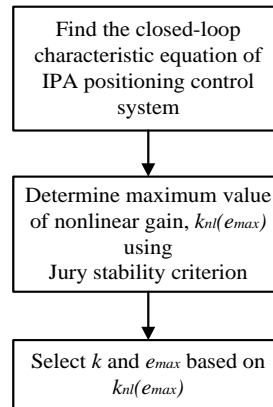 Find the closed-loop
characteristic equation of
IPA positioning control
system
Determine maximum value
of nonlinear gain, knl(emax)
using
Jury stability criterion
Select k and emax based on
knl(emax)